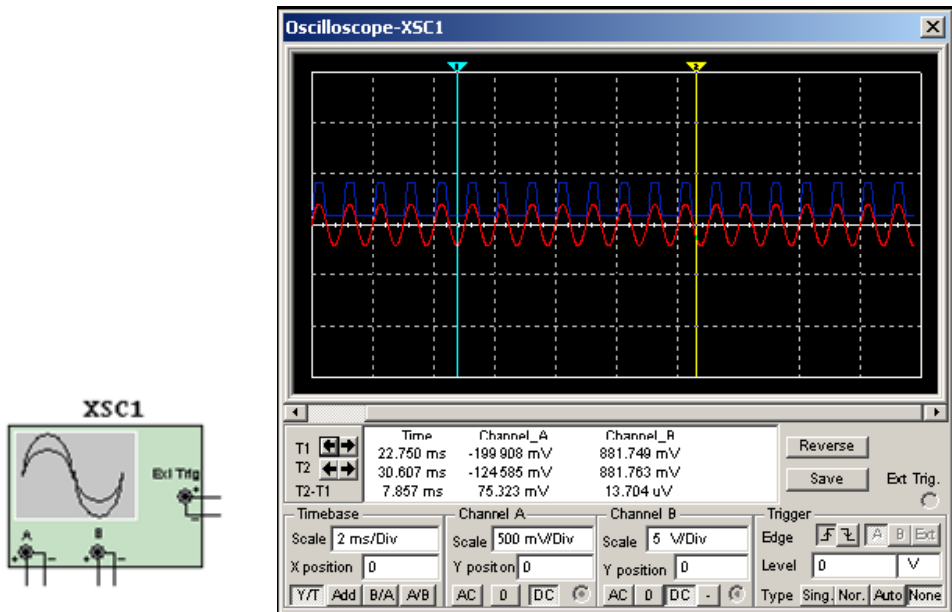 Oscilloscope-XSC1
1 2
XSC1
Ext Trig
+
-
A B
+ - + -
Time Channel_A Channel_B
T1 22.750 ms -199.908 mV 881.749 mV
T2 30.607 ms -124.585 mV 881.763 mV
T2-T1 7.857 ms 75.323 mV 13.704 uV
Reverse
Save
Ext Trig.
Timebase
Scale 2 ms/Div
X position 0
Y/T Add B/A A/B
Channel A
Scale 500 mV/Div
Y position 0
AC 0 DC
Channel B
Scale 5 V/Div
Y position 0
AC 0 DC -
Trigger
Edge A B Ext
Level 0 V
Type Sing. Nor. Auto None